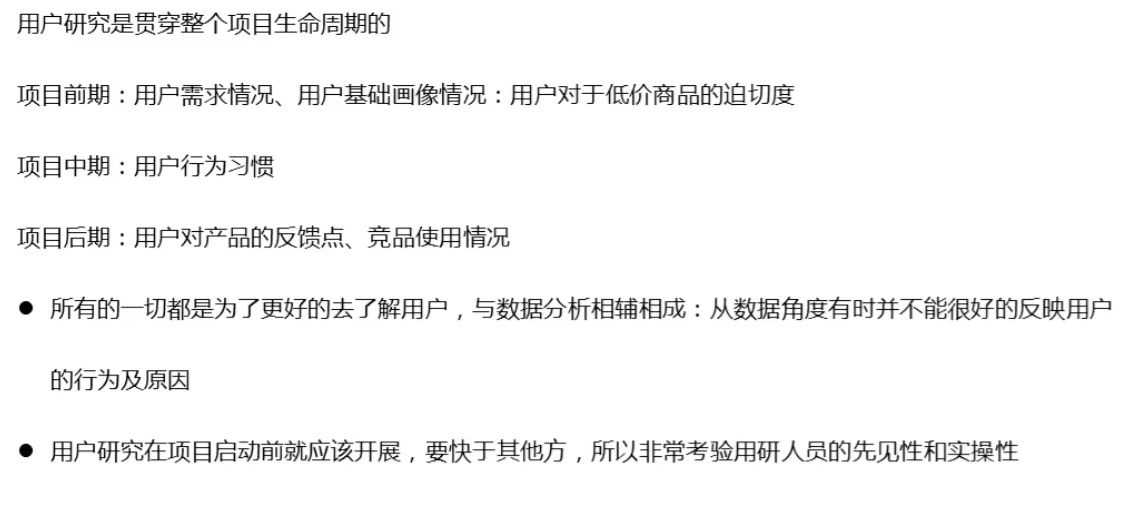 用户研究是贯穿整个项目生命周期的
项目前期：用户需求情况、用户基础画像情况：用户对于低价商品的迫切度
项目中期：用户行为习惯
项目后期：用户对产品的反馈点、竞品使用情况
● 所有的一切都是为了更好的去了解用户，与数据分析相辅相成：从数据角度有时并不能很好的反映用户
的行为及原因
● 用户研究在项目启动前就应该开展，要快于其他方，所以非常考验用研人员的先见性和实操性